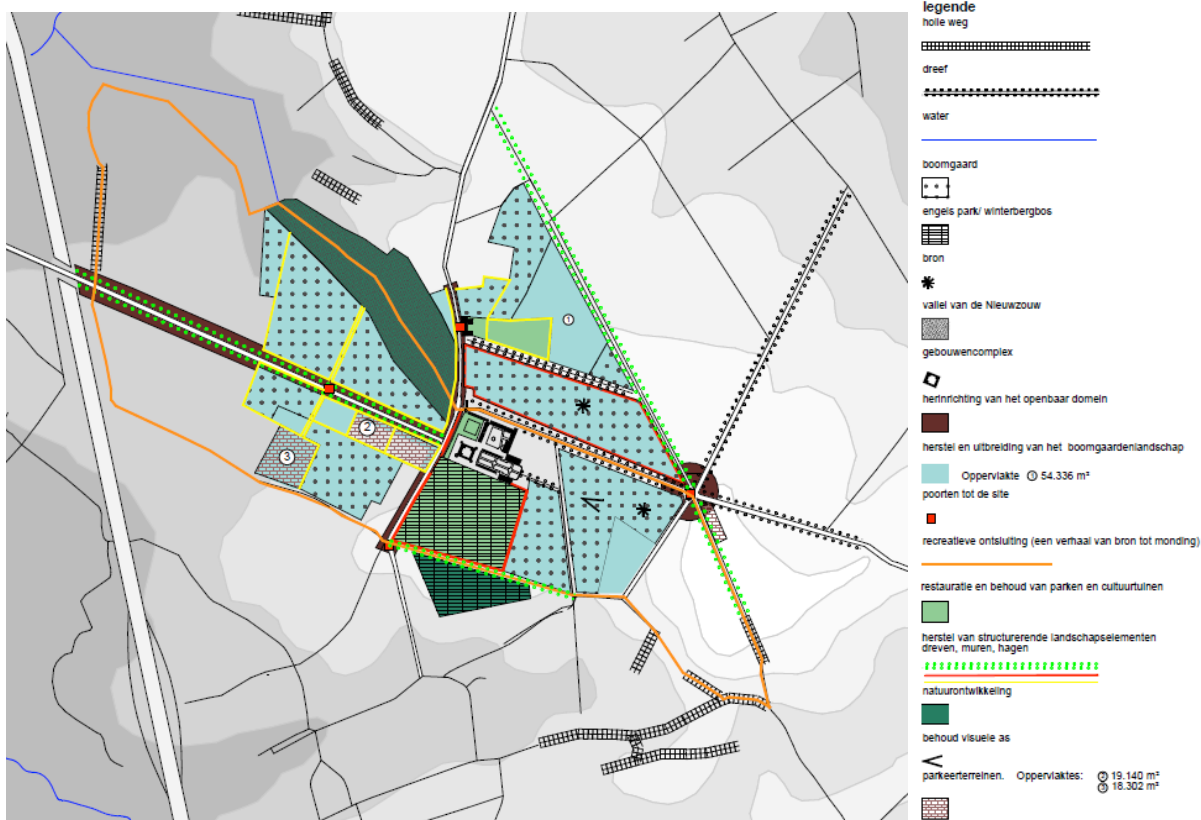 legende
holle weg
dreef
water
boomgaard
engels park/ winterbergbos
bron
vallei van de Nieuwzouw
gebouwencomplex
herinrichting van het openbaar domein
herstel en uitbreiding van het boomgaardenlandschap
Oppervlakte ① 54.336 m²
poorten tot de site
recreatieve ontsluiting (een verhaal van bron tot monding)
restauratie en behoud van parken en cultuurtuinen
herstel van structurerende landschapselementen
dreven, muren, hagen
natuurontwikkeling
behoud visuele as
parkeerterreinen. Oppervlaktes: ② 19.140 m²
③ 18.302 m²
①
②
③